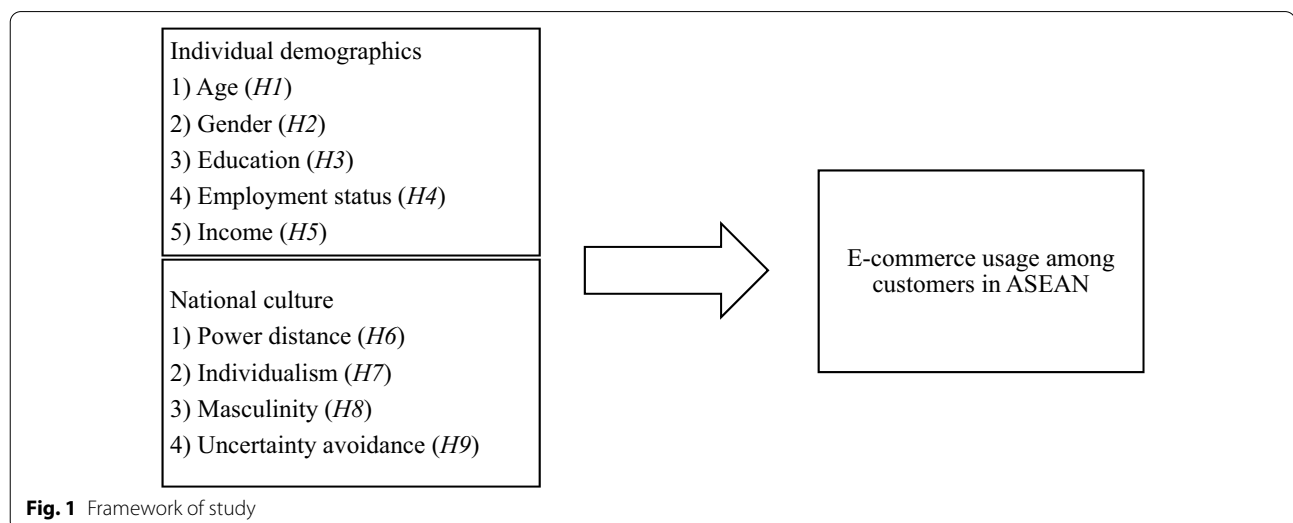 Individual demographics
1) Age (H1)
2) Gender (H2)
3) Education (H3)
4) Employment status (H4)
5) Income (H5)
National culture
1) Power distance (H6)
2) Individualism (H7)
3) Masculinity (H8)
4) Uncertainty avoidance (H9)
E-commerce usage among
customers in ASEAN
Fig. 1 Framework of study